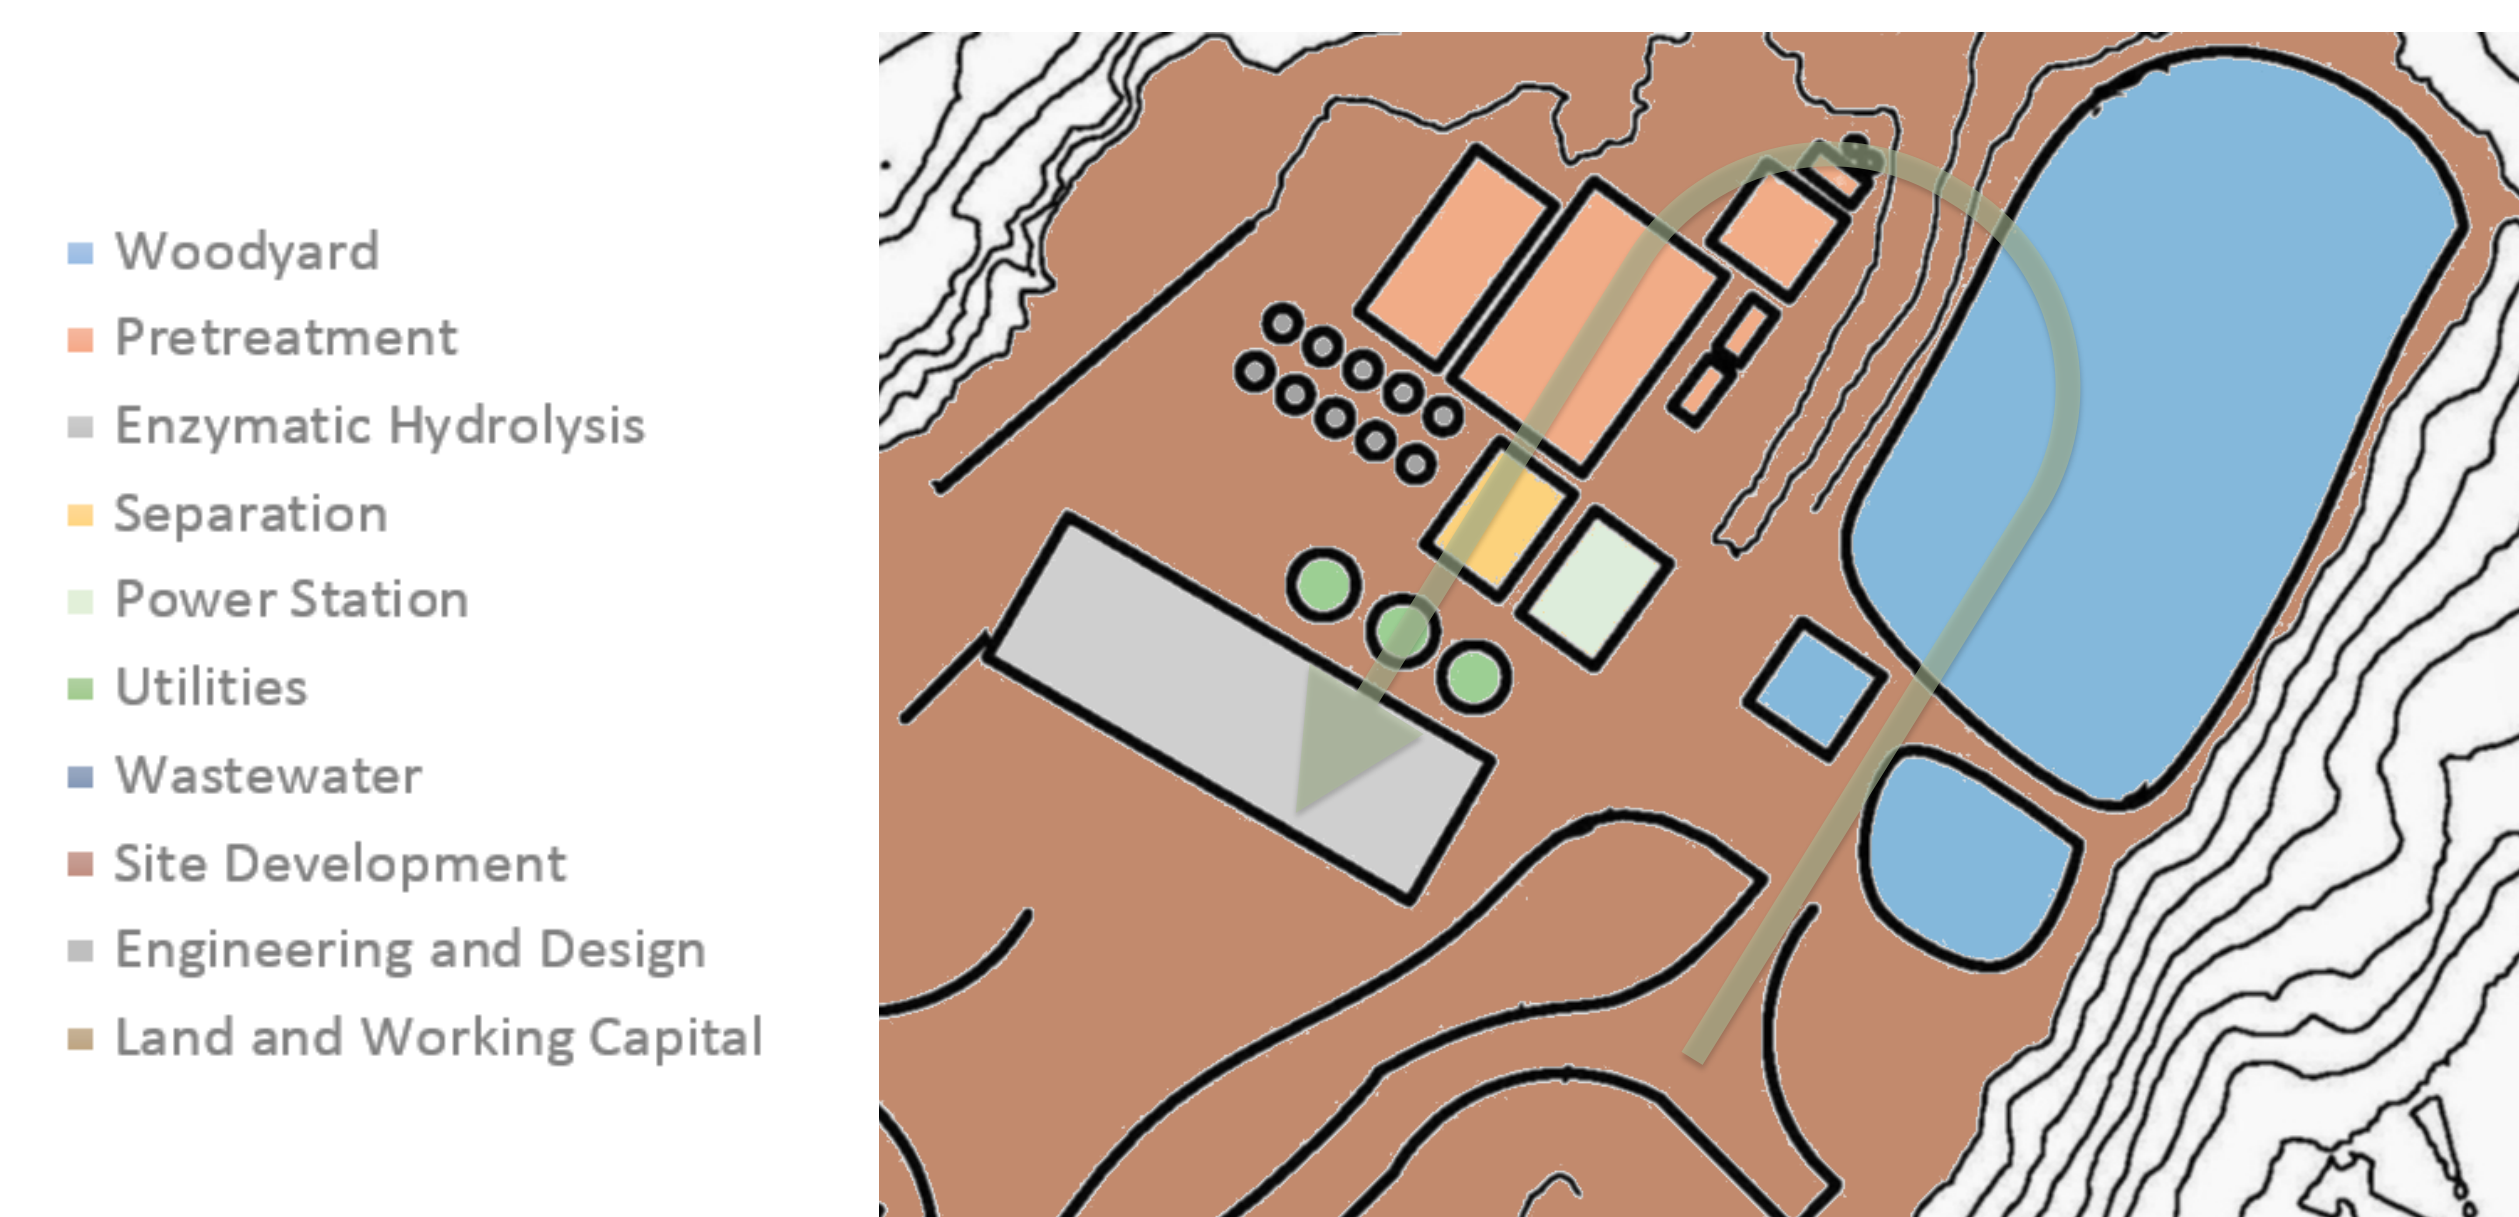 Woodyard
Pretreatment
Enzymatic Hydrolysis
Separation
Power Station
Utilities
Wastewater
Site Development
Engineering and Design
Land and Working Capital